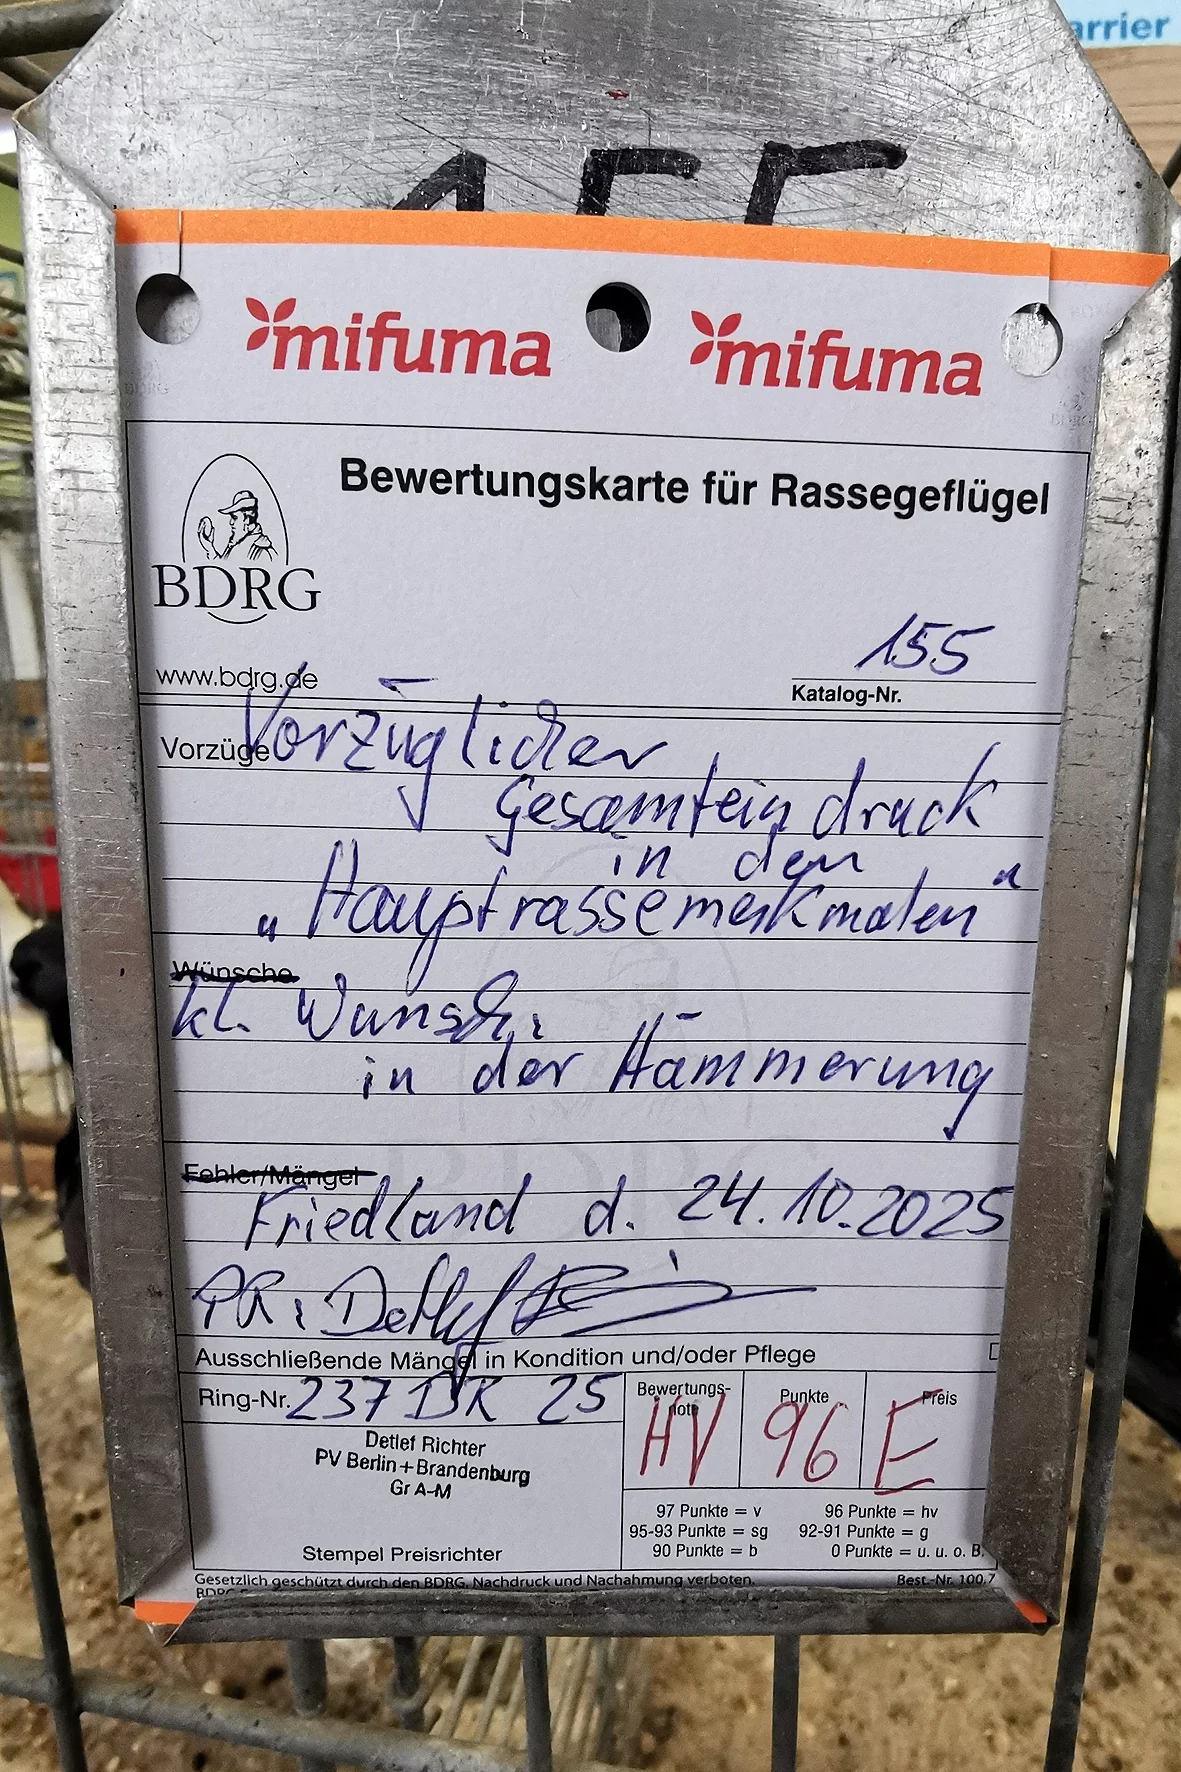 arrier
155
mifuma mifuma
Bewertungskarte für Rassegeflügel
BDRG
www.bdrg.de
155
Katalog-Nr.
Vorzüge
Vorzüglicher
Gesamteindruck
in den
„Hauptrassemerkmalen“
Wünsche
kl. Wunsch:
in der Hämmerung
Fehler/Mängel
Friedland d. 24.10.2025
PR: Detlef
Ausschließende Mängel in Kondition und/oder Pflege
Ring-Nr. 237 DK 25
Bewertungs-
note
Punkte
Preis
HV 96 E
Detlef Richter
PV Berlin+Brandenburg
Gr A-M
97 Punkte = v 96 Punkte = hv
95-93 Punkte = sg 92-91 Punkte = g
90 Punkte = b 0 Punkte = u. u. o. B.
Stempel Preisrichter
Gesetzlich geschützt durch den BDRG, Nachdruck und Nachahmung verboten. Best.-Nr. 100,7